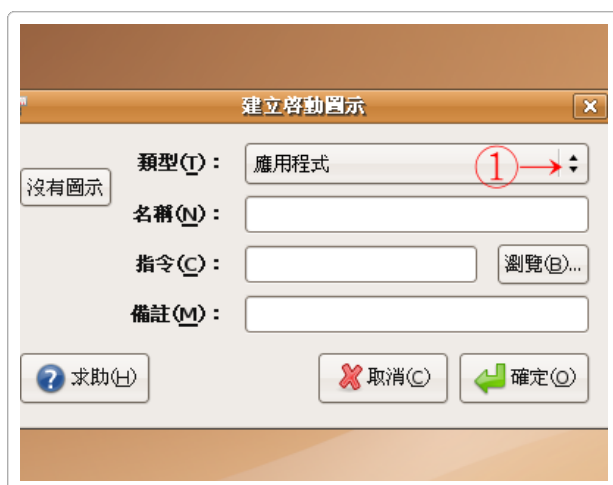 建立啓動圖示
類型(T)：
應用程式
①
沒有圖示
名稱(N)：
指令(C)：
瀏覽(B)...
備註(M)：
求助(H)
取消(C)
確定(O)